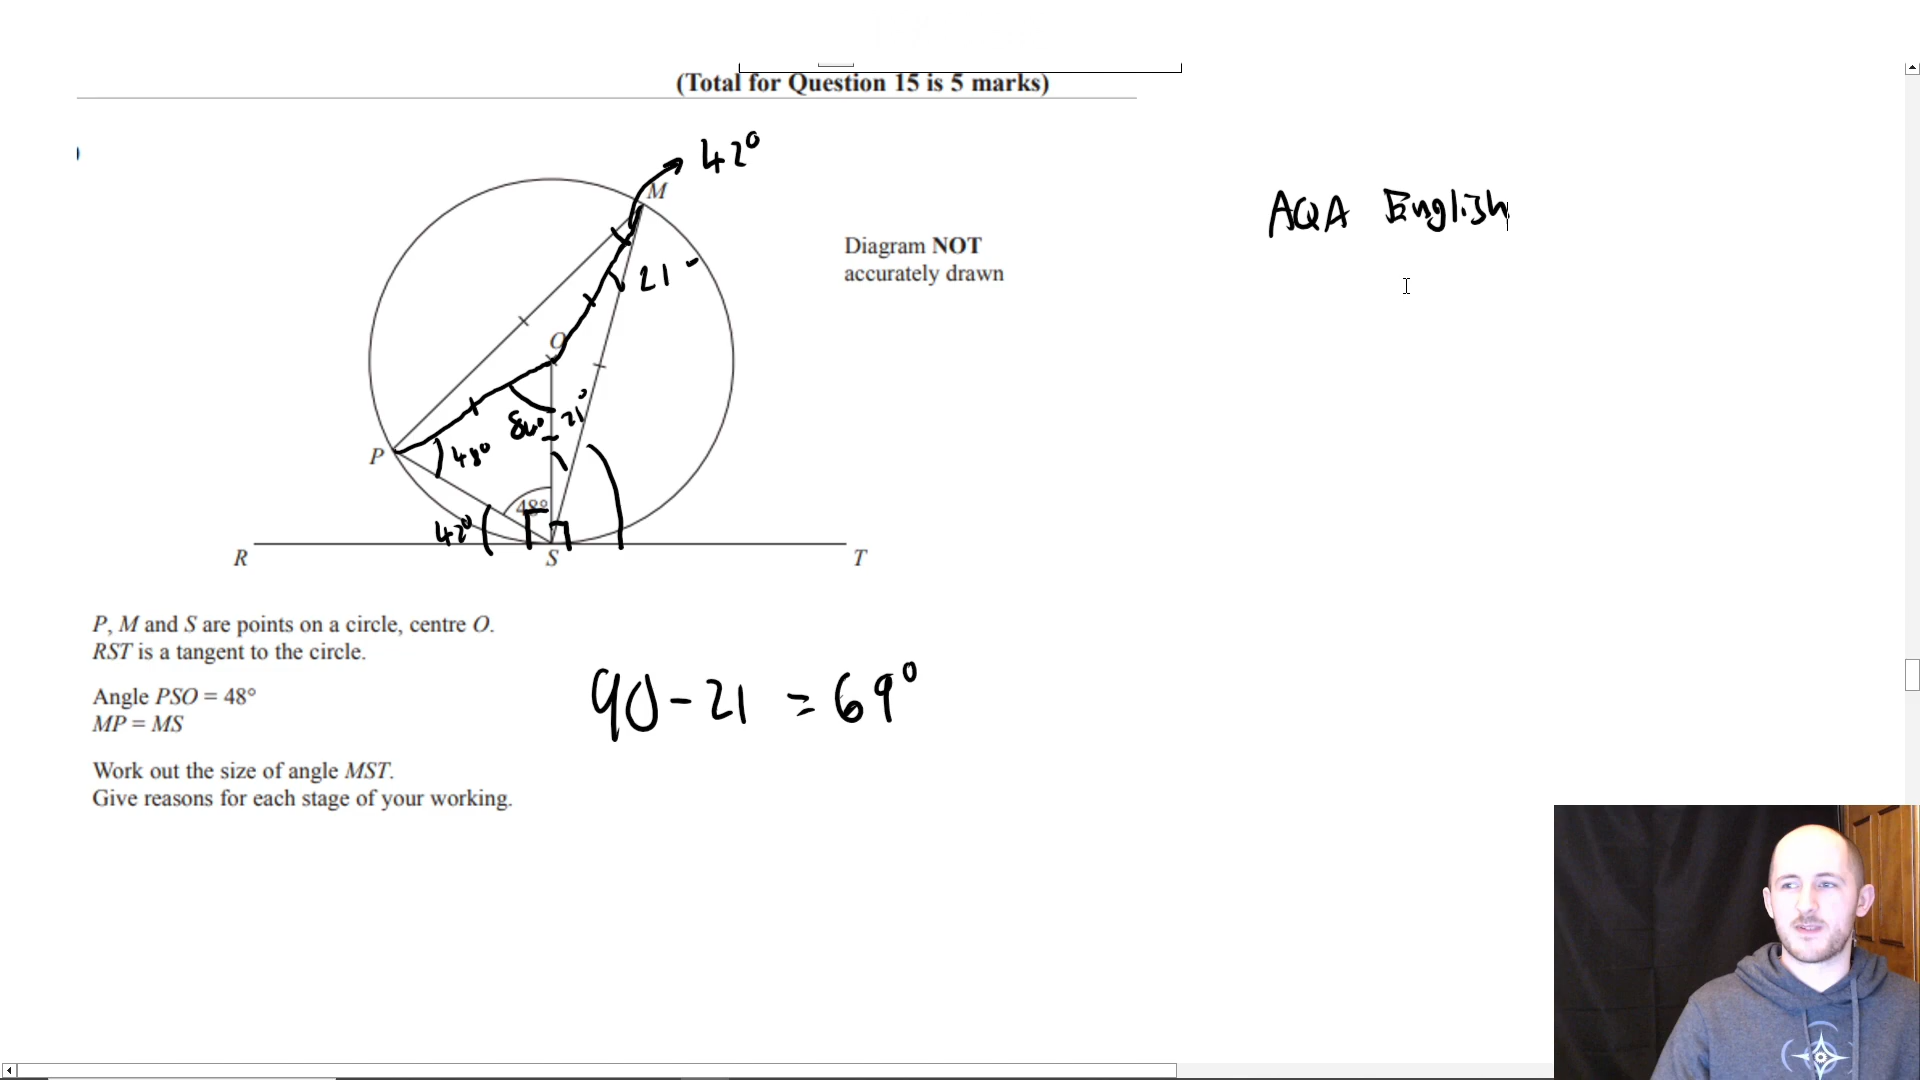 (Total for Question 15 is 5 marks)
42°
M
AQA English
Diagram NOT
accurately drawn
21
O
21°
84°
P
48°
48°
42°
R
S
T
P, M and S are points on a circle, centre O.
RST is a tangent to the circle.
Angle PSO = 48°
MP = MS
90-21 = 69°
Work out the size of angle MST.
Give reasons for each stage of your working.